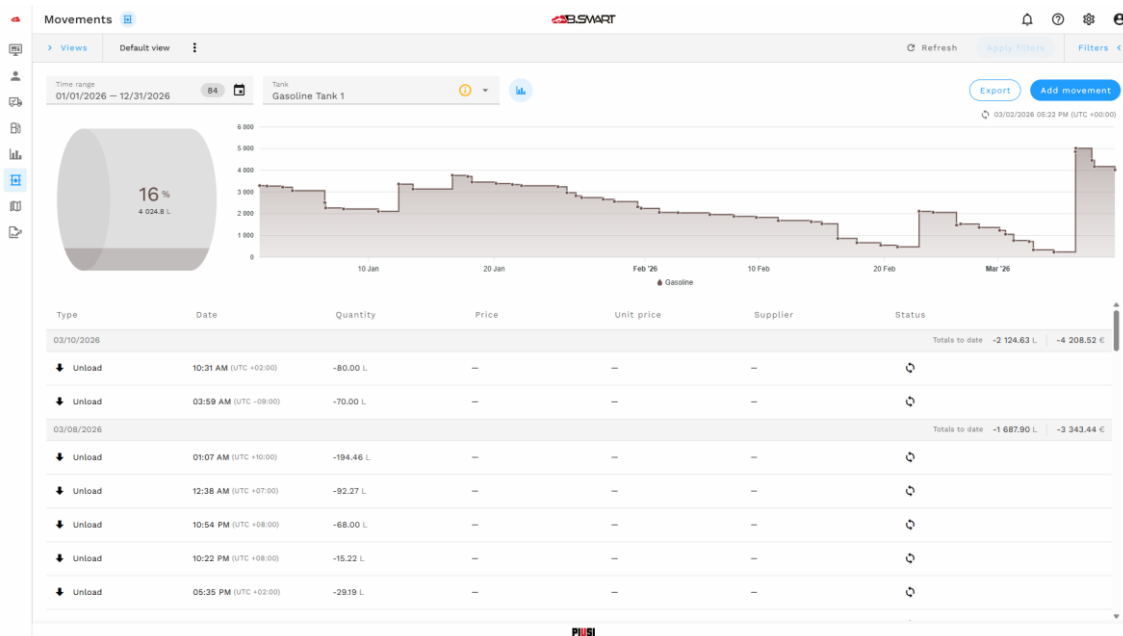 Movements
B.SMART
Views
Default view
Refresh
Apply filters
Filters
Time range
01/01/2026 — 12/31/2026
84
Tank
Gasoline Tank 1
Export
Add movement
03/02/2026 05:22 PM (UTC +00:00)
16 %
4 024.8 L
6 000
5 000
4 000
3 000
2 000
1 000
0
10 Jan
20 Jan
Feb '26
10 Feb
20 Feb
Mar '26
Gasoline
Type Date Quantity Price Unit price Supplier Status
03/10/2026 Totals to date -2 124.63 L -4 208.52 €
Unload 10:31 AM (UTC +02:00) -80.00 L — — —
Unload 03:59 AM (UTC -09:00) -70.00 L — — —
03/08/2026 Totals to date -1 687.90 L -3 343.44 €
Unload 01:07 AM (UTC +10:00) -194.46 L — — —
Unload 12:38 AM (UTC +07:00) -92.27 L — — —
Unload 10:54 PM (UTC +08:00) -68.00 L — — —
Unload 10:22 PM (UTC +08:00) -15.22 L — — —
Unload 05:35 PM (UTC +02:00) -29.19 L — — —
PIUSI